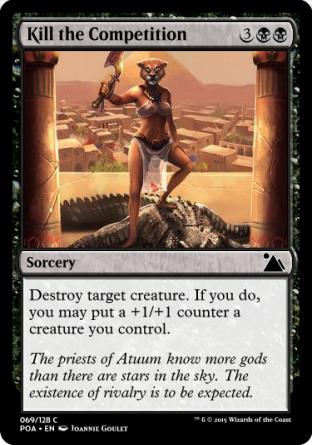 Kill the Competition 3
Sorcery
Destroy target creature. If you do,
you may put a +1/+1 counter a
creature you control.
The priests of Atuum know more gods
than there are stars in the sky. The
existence of rivalry is to be expected.
069/128 C
POA • EN Joannie Goulet
™ & © 2015 Wizards of the Coast